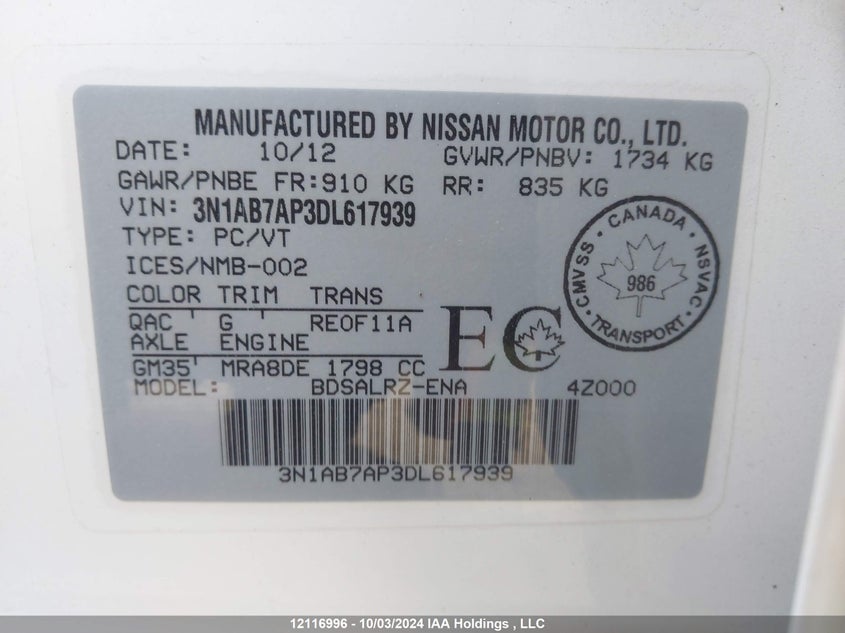 MANUFACTURED BY NISSAN MOTOR CO., LTD.
DATE: 10/12 GVWR/PNBV: 1734 KG
GAWR/PNBE FR:910 KG RR: 835 KG
VIN: 3N1AB7AP3DL617939
TYPE: PC/VT
ICES/NMB-002
CANADA
CMVSS · NSVAC
986
TRANSPORT
COLOR TRIM TRANS
QAC ' G ' RE0F11A
AXLE ENGINE
GM35' MRA8DE 1798 CC
EC
MODEL: BDSALRZ-ENA 4Z000
3N1AB7AP3DL617939
12116996 - 10/03/2024 IAA Holdings , LLC